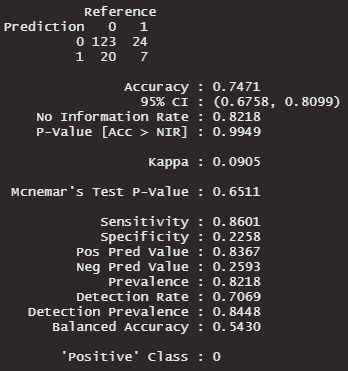 Reference
Prediction 0 1
0 123 24
1 20 7
Accuracy : 0.7471
95% CI : (0.6758, 0.8099)
No Information Rate : 0.8218
P-Value [Acc > NIR] : 0.9949
Kappa : 0.0905
Mcnemar's Test P-Value : 0.6511
Sensitivity : 0.8601
Specificity : 0.2258
Pos Pred Value : 0.8367
Neg Pred Value : 0.2593
Prevalence : 0.8218
Detection Rate : 0.7069
Detection Prevalence : 0.8448
Balanced Accuracy : 0.5430
'Positive' Class : 0